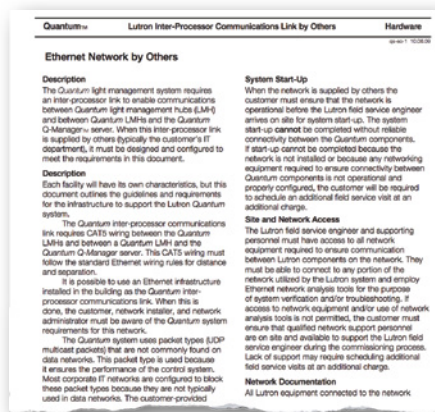 Quantum™ Lutron Inter-Processor Communications Link by Others Hardware
Ethernet Network by Others
Description
The Quantum light management system requires
an inter-processor link to enable communications
between Quantum light management hubs (LMH)
and between Quantum LMHs and the Quantum
Q-Manager™ server. When this inter-processor link
is supplied by others (typically the customer's IT
department), it must be designed and configured to
meet the requirements in this document.
Description
Each facility will have its own characteristics, but this
document outlines the guidelines and requirements
for the infrastructure to support the Lutron Quantum
system.
The Quantum inter-processor communications
link requires CAT5 wiring between the Quantum
LMHs and between a Quantum LMH and the
Quantum Q-Manager server. This CAT5 wiring must
follow the standard Ethernet wiring rules for distance
and separation.
It is possible to use an Ethernet infrastructure
installed in the building as the Quantum inter-
processor communications link. When this is
done, the customer, network installer, and network
administrator must be aware of the Quantum system
requirements for this network.
The Quantum system uses packet types (UDP
multicast packets) that are not commonly found on
data networks. This packet type is used because
it ensures the performance of the control system.
Most corporate IT networks are configured to block
these packet types because they are not typically
used in data networks. The customer-provided
System Start-Up
When the network is supplied by others the
customer must ensure that the network is
operational before the Lutron field service engineer
arrives on site for system start-up. The system
start-up cannot be completed without reliable
connectivity between the Quantum components.
If start-up cannot be completed because the
network is not installed or because any networking
equipment required to ensure connectivity between
Quantum components is not operational and
properly configured, the customer will be required
to schedule an additional field service visit at an
additional charge.
Site and Network Access
The Lutron field service engineer and supporting
personnel must have access to all network
equipment required to ensure communication
between Lutron components on the network. They
must be able to connect to any portion of the
network utilized by the Lutron system and employ
Ethernet network analysis tools for the purpose
of system verification and/or troubleshooting. If
access to network equipment and/or use of network
analysis tools is not permitted, the customer must
ensure that qualified network support personnel
are on site and available to support the Lutron field
service engineer during the commissioning process.
Lack of support may require scheduling additional
field service visits at an additional charge.
Network Documentation
All Lutron equipment connected to the network